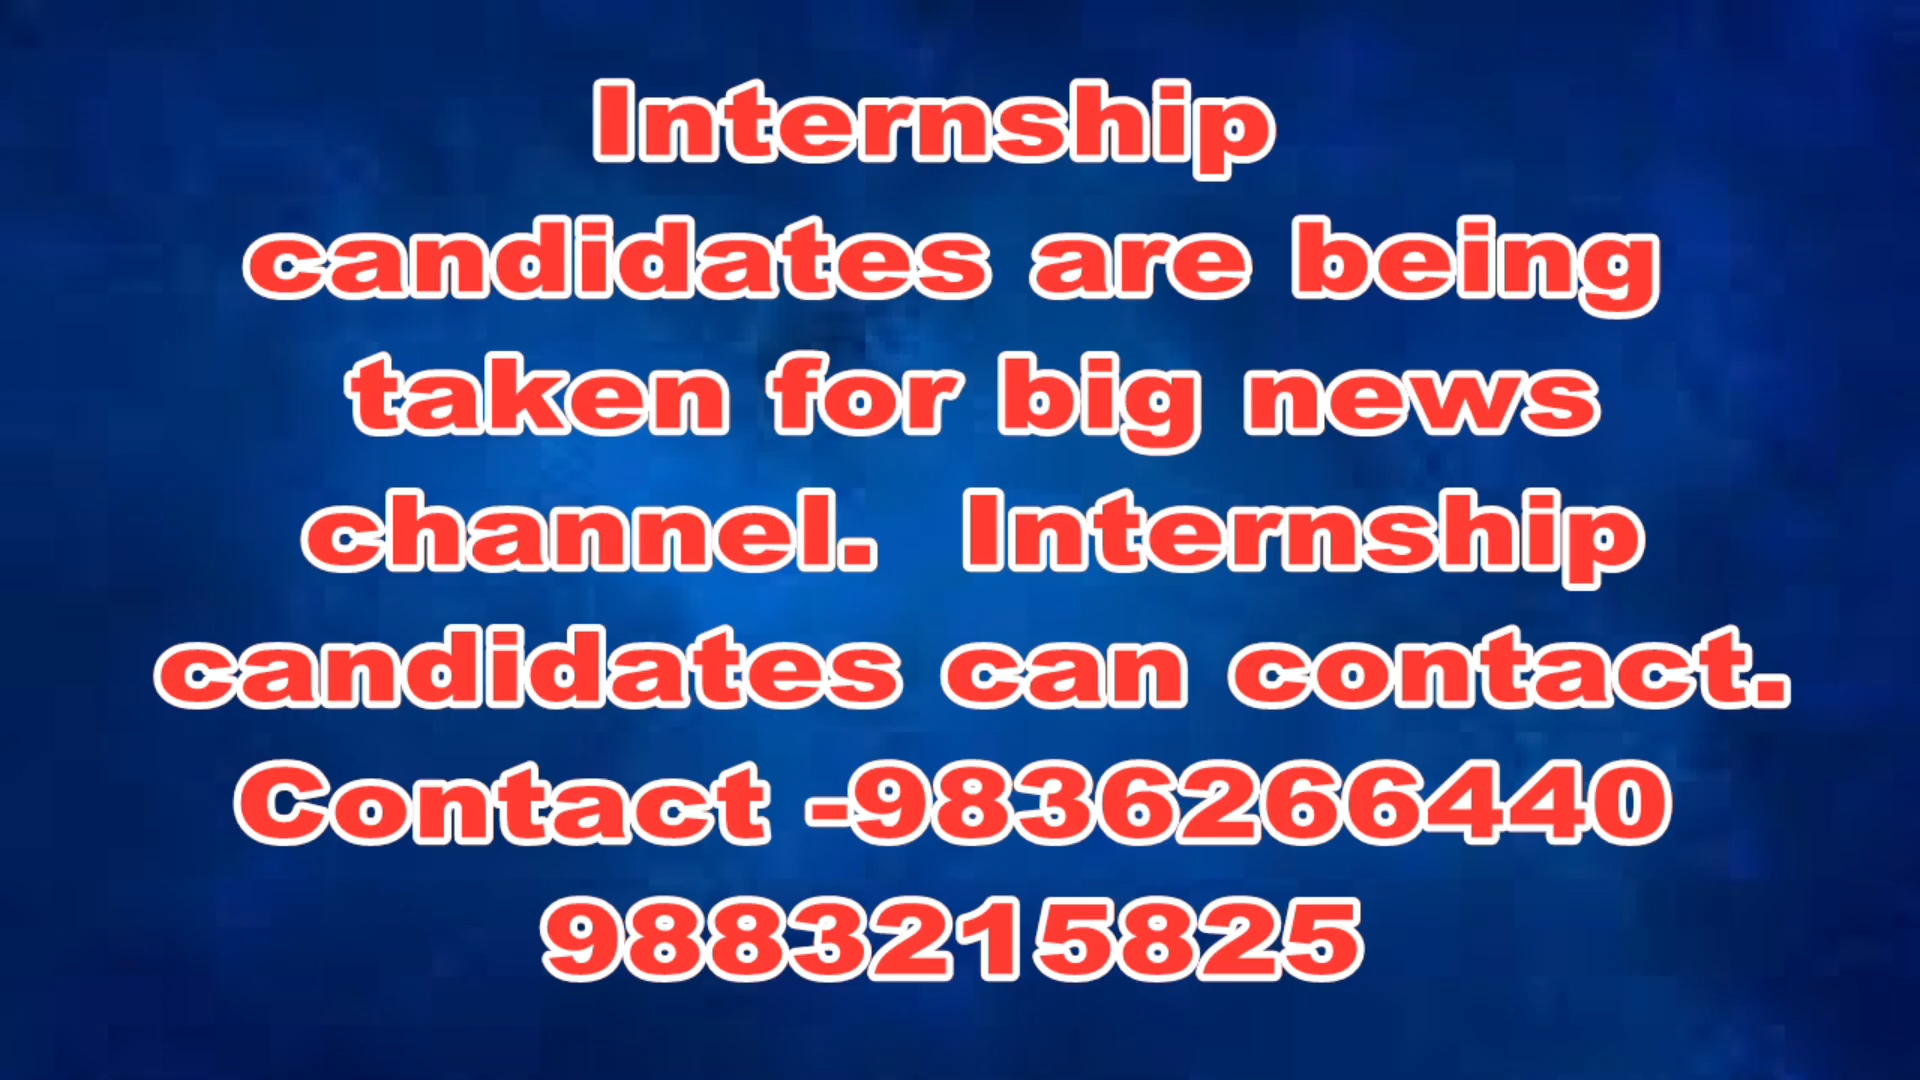 Internship
candidates are being
taken for big news
channel.  Internship
candidates can contact.
Contact -9836266440
9883215825